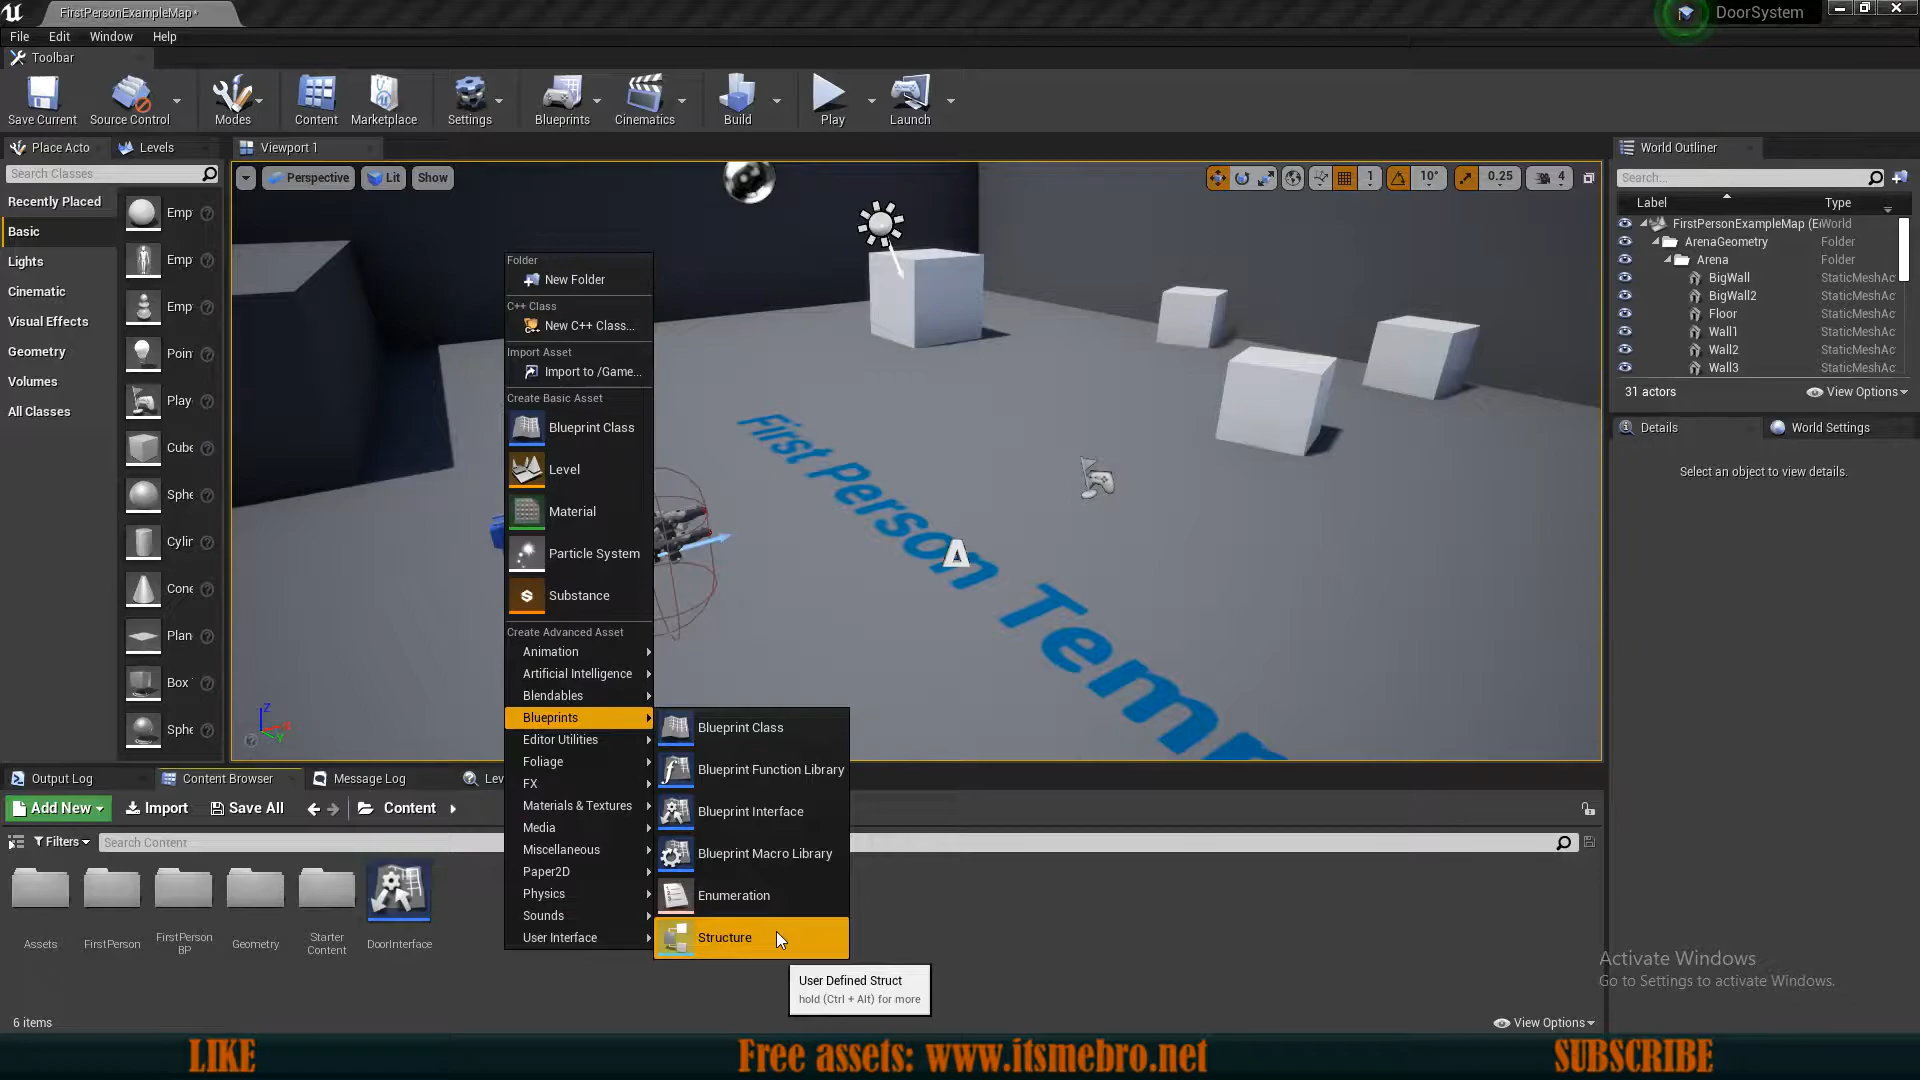 FirstPersonExampleMap*
DoorSystem
File
Edit
Window
Help
Toolbar
Save Current
Source Control
Modes
Content
Marketplace
Settings
Blueprints
Cinematics
Build
Play
Launch
Place Acto
Levels
Viewport 1
World Outliner
Search Classes
Perspective
Lit
Show
1
10°
0.25
4
Search...
Recently Placed
Basic
Lights
Cinematic
Visual Effects
Geometry
Volumes
All Classes
Emp
Emp
Emp
Poin
Play
Cube
Sphe
Cylin
Cone
Plan
Box
Sphe
Label
Type
FirstPersonExampleMap (E
World
ArenaGeometry
Folder
Arena
Folder
BigWall
StaticMeshAc
BigWall2
StaticMeshAc
Floor
StaticMeshAc
Wall1
StaticMeshAc
Wall2
StaticMeshAc
Wall3
StaticMeshAc
31 actors
View Options
Details
World Settings
Select an object to view details.
Folder
New Folder
C++ Class
New C++ Class...
Import Asset
Import to /Game...
Create Basic Asset
Blueprint Class
Level
Material
Particle System
Substance
Create Advanced Asset
Animation
Artificial Intelligence
Blendables
Blueprints
Editor Utilities
Foliage
FX
Materials & Textures
Media
Miscellaneous
Paper2D
Physics
Sounds
User Interface
Blueprint Class
Blueprint Function Library
Blueprint Interface
Blueprint Macro Library
Enumeration
Structure
User Defined Struct
hold (Ctrl + Alt) for more
First Person Temp
Z
X
Y
Output Log
Content Browser
Message Log
Lev
Add New
Import
Save All
Content
Filters
Search Content
Assets
FirstPerson
FirstPerson
BP
Geometry
Starter
Content
DoorInterface
6 items
View Options
Activate Windows
Go to Settings to activate Windows.
LIKE
Free assets: www.itsmebro.net
SUBSCRIBE